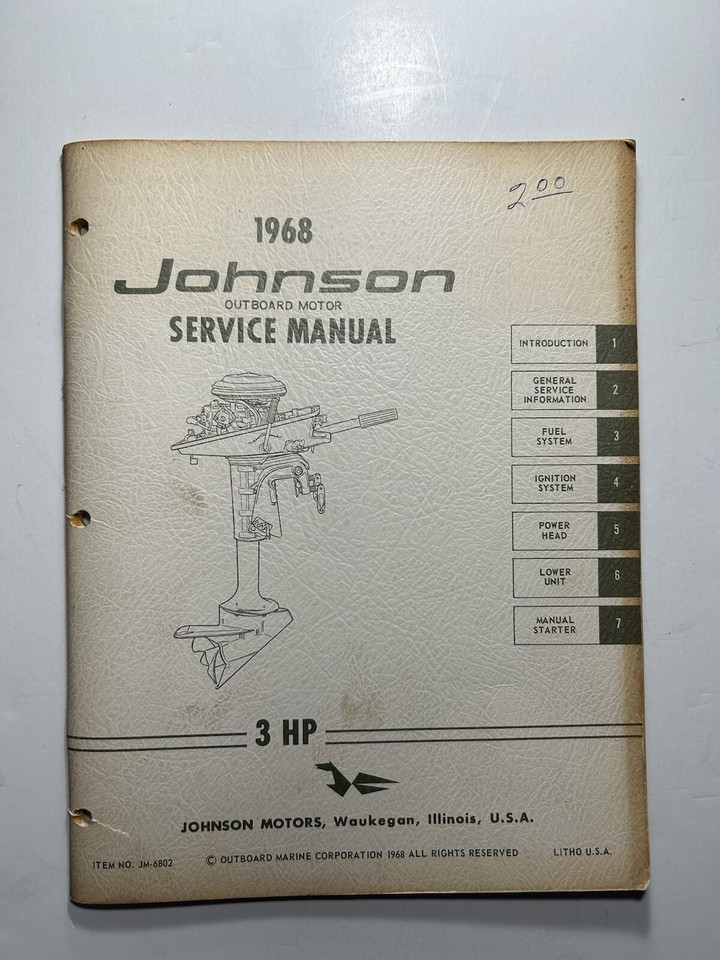 2.00
1968
Johnson
OUTBOARD MOTOR
SERVICE MANUAL
INTRODUCTION 1
GENERAL
SERVICE
INFORMATION 2
FUEL
SYSTEM 3
IGNITION
SYSTEM 4
POWER
HEAD 5
LOWER
UNIT 6
MANUAL
STARTER 7
3 HP
JOHNSON MOTORS, Waukegan, Illinois, U.S.A.
ITEM NO. JM-6802 © OUTBOARD MARINE CORPORATION 1968 ALL RIGHTS RESERVED LITHO U.S.A.